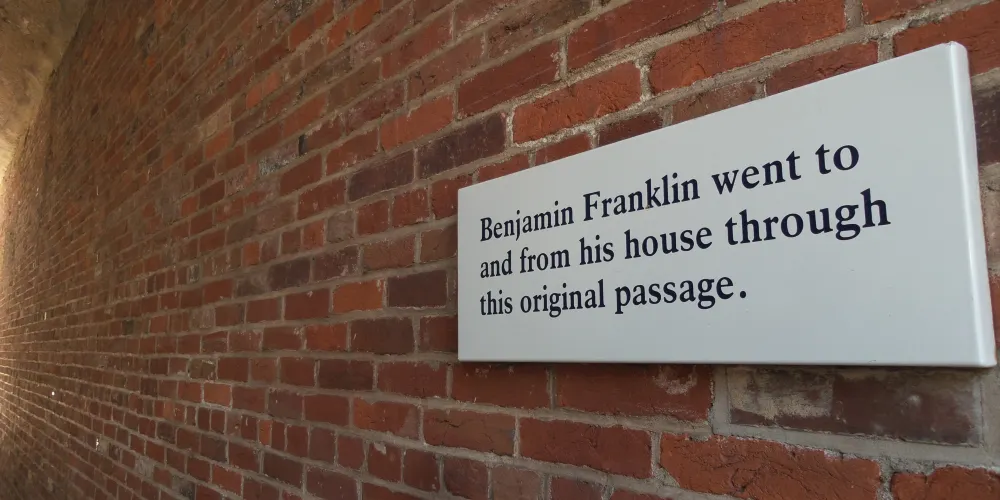 Benjamin Franklin went to
and from his house through
this original passage.